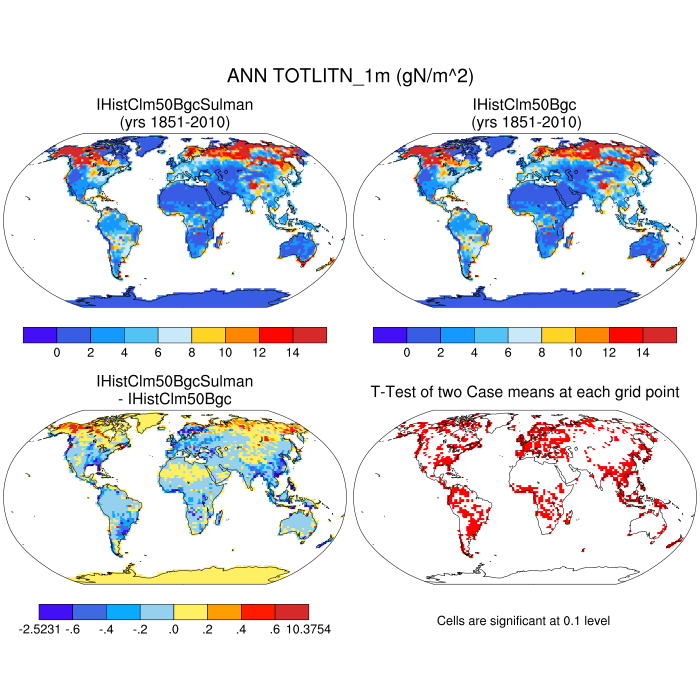 ANN TOTLITN_1m (gN/m^2)
IHistClm50BgcSulman
(yrs 1851-2010)
IHistClm50Bgc
(yrs 1851-2010)
0 2 4 6 8 10 12 14
0 2 4 6 8 10 12 14
IHistClm50BgcSulman
- IHistClm50Bgc
T-Test of two Case means at each grid point
-2.5231 -.6 -.4 -.2 .0 .2 .4 .6 10.3754
Cells are significant at 0.1 level